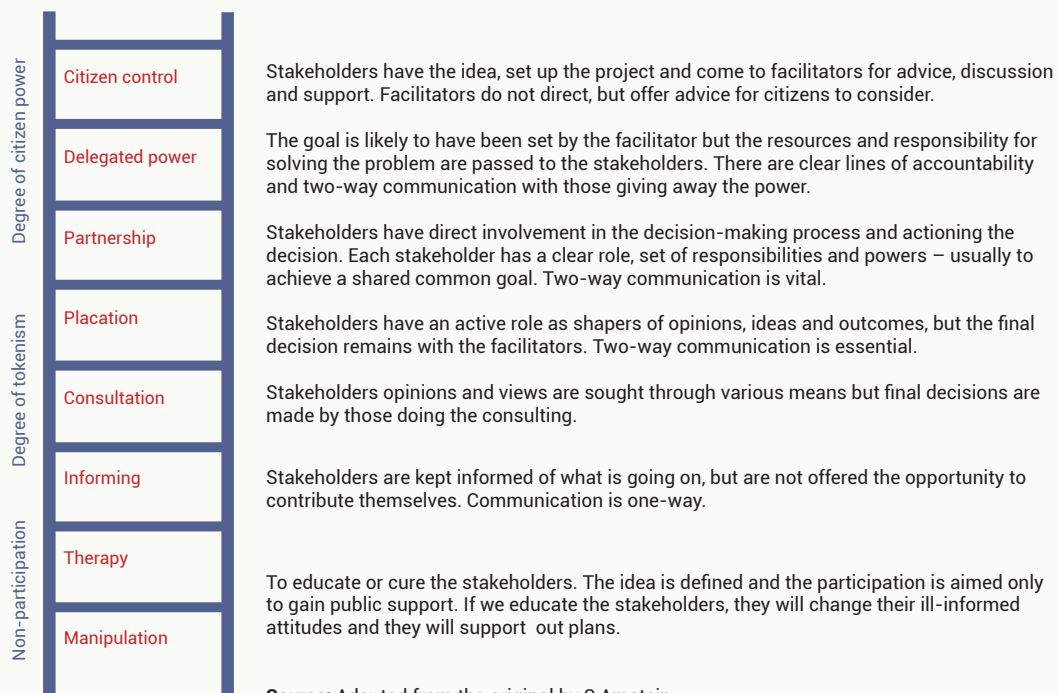 Degree of citizen power
Citizen control
Stakeholders have the idea, set up the project and come to facilitators for advice, discussion
and support. Facilitators do not direct, but offer advice for citizens to consider.
Delegated power
The goal is likely to have been set by the facilitator but the resources and responsibility for
solving the problem are passed to the stakeholders. There are clear lines of accountability
and two-way communication with those giving away the power.
Partnership
Stakeholders have direct involvement in the decision-making process and actioning the
decision. Each stakeholder has a clear role, set of responsibilities and powers – usually to
achieve a shared common goal. Two-way communication is vital.
Degree of tokenism
Placation
Stakeholders have an active role as shapers of opinions, ideas and outcomes, but the final
decision remains with the facilitators. Two-way communication is essential.
Consultation
Stakeholders opinions and views are sought through various means but final decisions are
made by those doing the consulting.
Informing
Stakeholders are kept informed of what is going on, but are not offered the opportunity to
contribute themselves. Communication is one-way.
Non-participation
Therapy
Manipulation
To educate or cure the stakeholders. The idea is defined and the participation is aimed only
to gain public support. If we educate the stakeholders, they will change their ill-informed
attitudes and they will support out plans.
Adapted from the original by S Arnstein